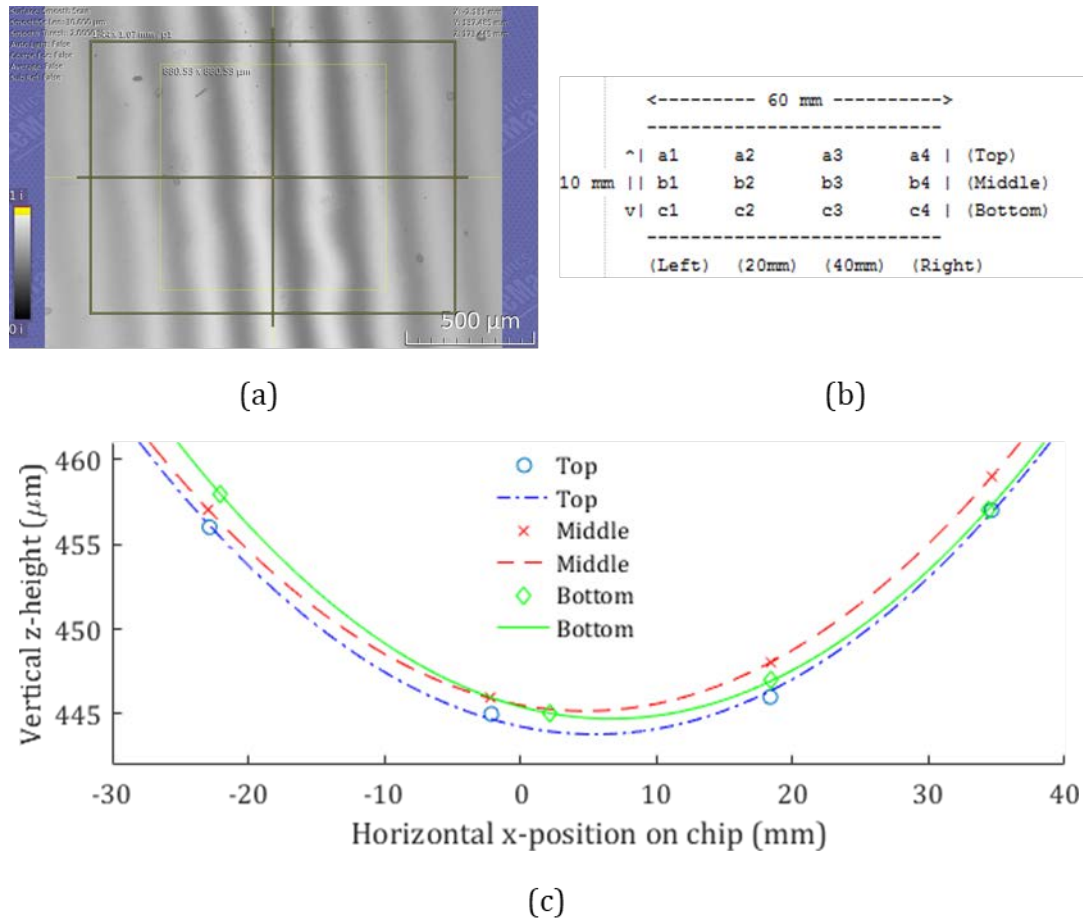 880.53 x 880.53 µm
500 µm
1 i
0 i
(a)
<--------- 60 mm ---------->
-----------------------------
^| a1 a2 a3 a4 | (Top)
10 mm || b1 b2 b3 b4 | (Middle)
v| c1 c2 c3 c4 | (Bottom)
-----------------------------
(Left) (20mm) (40mm) (Right)
(b)
Vertical z-height (µm)
460
455
450
445
Top
Top
Middle
Middle
Bottom
Bottom
-30 -20 -10 0 10 20 30 40
Horizontal x-position on chip (mm)
(c)